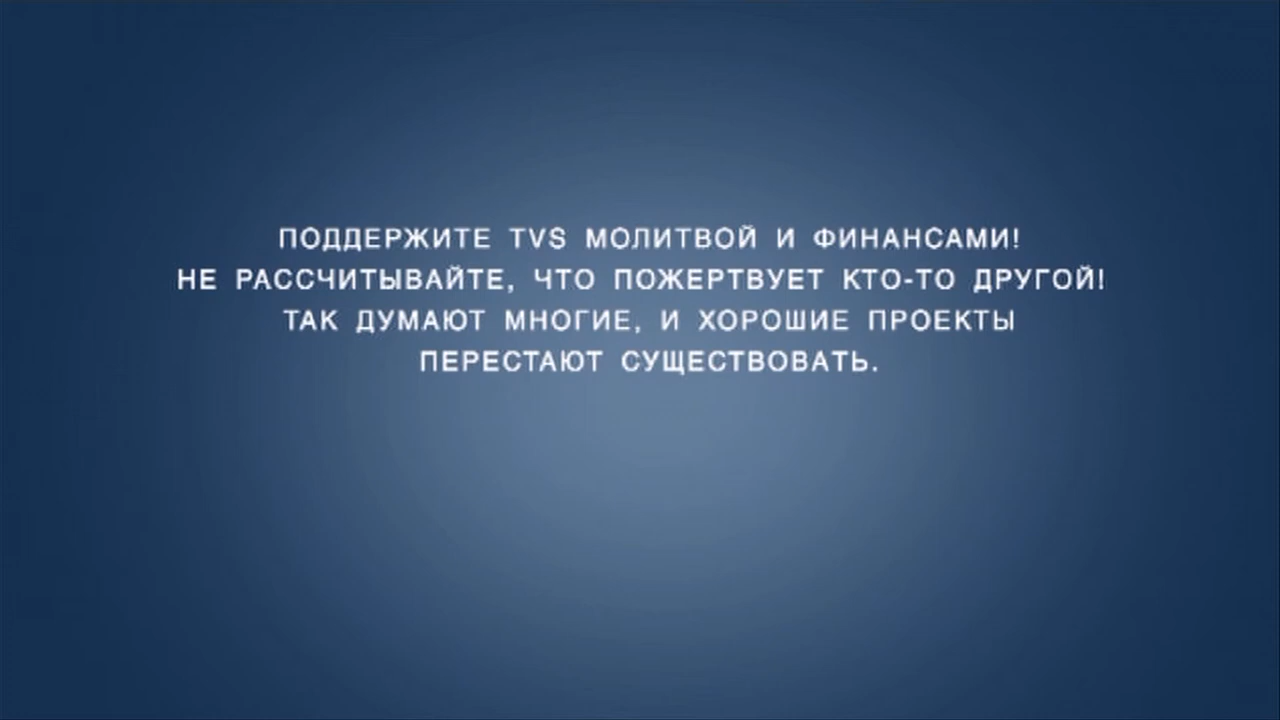 ПОДДЕРЖИТЕ TVS МОЛИТВОЙ И ФИНАНСАМИ!
НЕ РАССЧИТЫВАЙТЕ, ЧТО ПОЖЕРТВУЕТ КТО-ТО ДРУГОЙ!
ТАК ДУМАЮТ МНОГИЕ, И ХОРОШИЕ ПРОЕКТЫ
ПЕРЕСТАЮТ СУЩЕСТВОВАТЬ.